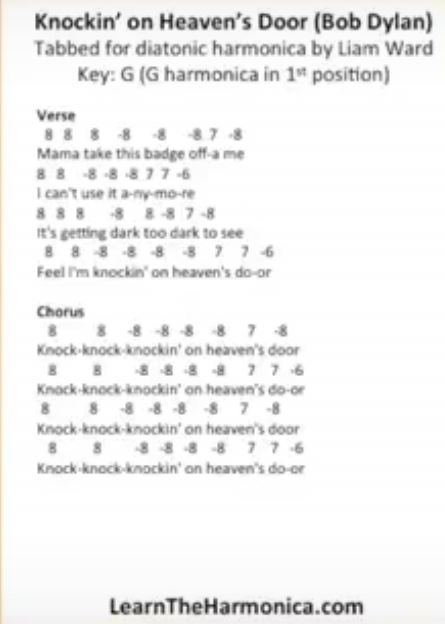 Knockin' on Heaven's Door (Bob Dylan)
Tabbed for diatonic harmonica by Liam Ward
Key: G (G harmonica in 1st position)
Verse
8 8 8 -8 -8 -8 7 -8
Mama take this badge off-a me
8 8 -8 -8 -8 7 7 -6
I can't use it a-ny-mo-re
8 8 8 -8 8 -8 7 -8
It's getting dark too dark to see
8 8 -8 -8 -8 -8 7 7 -6
Feel I'm knockin' on heaven's do-or
Chorus
8 8 -8 -8 -8 -8 7 -8
Knock-knock-knockin' on heaven's door
8 8 -8 -8 -8 -8 7 7 -6
Knock-knock-knockin' on heaven's do-or
8 8 -8 -8 -8 -8 7 -8
Knock-knock-knockin' on heaven's door
8 8 -8 -8 -8 -8 7 7 -6
Knock-knock-knockin' on heaven's do-or
LearnTheHarmonica.com